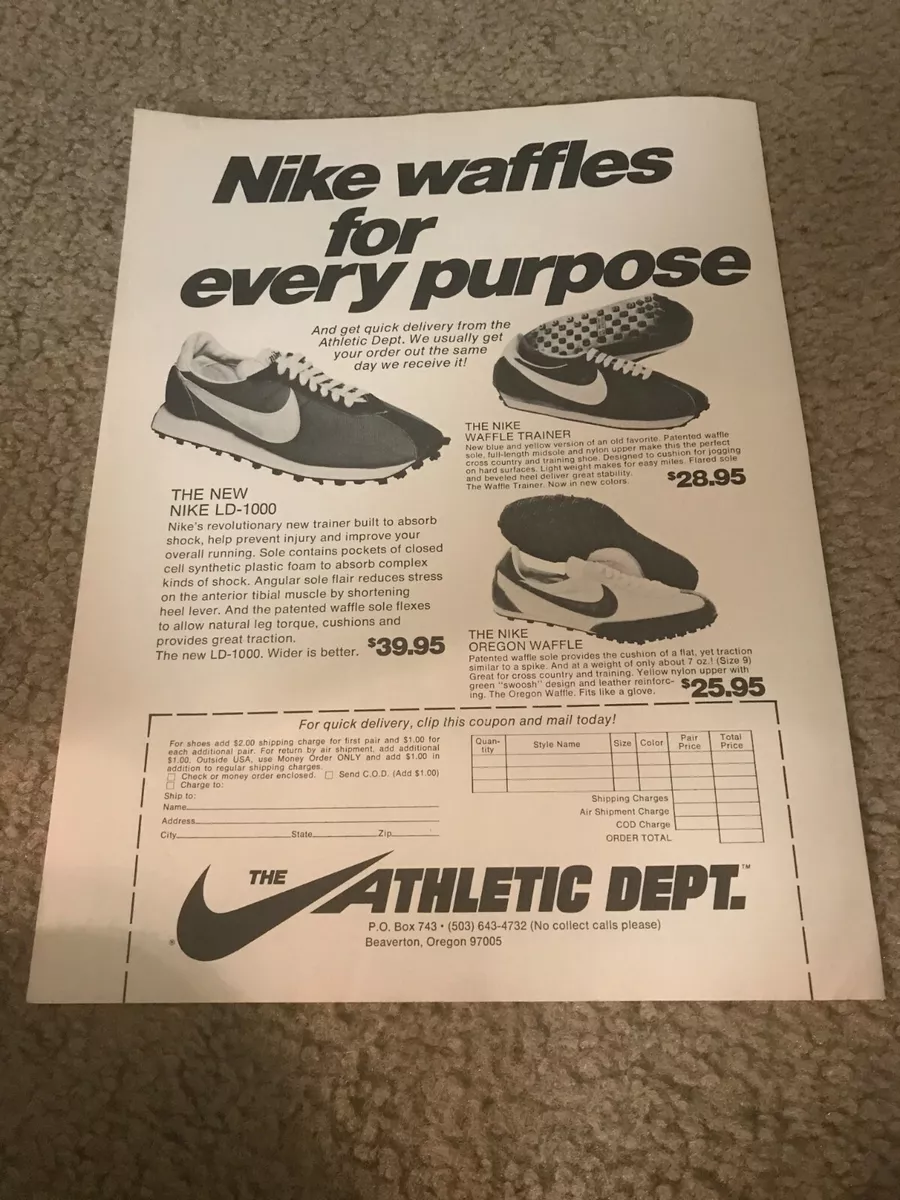 Nike waffles
for
every purpose
And get quick delivery from the
Athletic Dept. We usually get
your order out the same
day we receive it!
THE NEW
NIKE LD-1000
Nike's revolutionary new trainer built to absorb
shock, help prevent injury and improve your
overall running. Sole contains pockets of closed
cell synthetic plastic foam to absorb complex
kinds of shock. Angular sole flair reduces stress
on the anterior tibial muscle by shortening
heel lever. And the patented waffle sole flexes
to allow natural leg torque, cushions and
provides great traction.
The new LD-1000. Wider is better. $39.95
THE NIKE
WAFFLE TRAINER
New blue and yellow version of an old favorite. Patented waffle
sole, full-length midsole and nylon upper make this the perfect
cross country and training shoe. Designed to cushion for jogging
on hard surfaces. Light weight makes for easy miles. Flared sole
and beveled heel deliver great stability.
The Waffle Trainer. Now in new colors. $28.95
THE NIKE
OREGON WAFFLE
Patented waffle sole provides the cushion of a flat, yet traction
similar to a spike. And at a weight of only about 7 oz.! (Size 9)
Great for cross country and training. Yellow nylon upper with
green "swoosh" design and leather reinforc-
ing. The Oregon Waffle. Fits like a glove. $25.95
For quick delivery, clip this coupon and mail today!
For shoes add $2.00 shipping charge for first pair and $1.00 for
each additional pair. For return by air shipment, add additional
$1.00. Outside USA, use Money Order ONLY and add $1.00 in
addition to regular shipping charges.
☐ Check or money order enclosed. ☐ Send C.O.D. (Add $1.00)
☐ Charge to:
Ship to:
Name
Address
City State Zip
Quan-
tity Style Name Size Color Pair
Price Total
Price
Shipping Charges
Air Shipment Charge
COD Charge
ORDER TOTAL
THE ATHLETIC DEPT.™
®
P.O. Box 743 • (503) 643-4732 (No collect calls please)
Beaverton, Oregon 97005